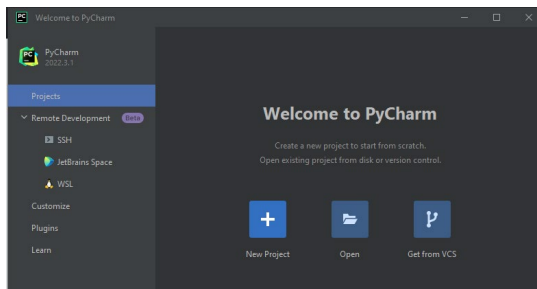 PC Welcome to PyCharm
PC PyCharm
2022.3.1
Projects
Remote Development Beta
SSH
JetBrains Space
WSL
Customize
Plugins
Learn
Welcome to PyCharm
Create a new project to start from scratch.
Open existing project from disk or version control.
New Project Open Get from VCS